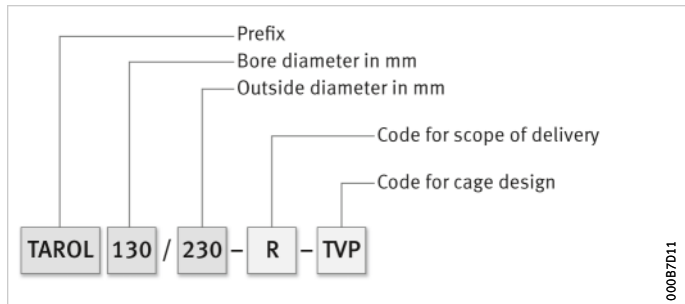 Prefix
Bore diameter in mm
Outside diameter in mm
Code for scope of delivery
Code for cage design
TAROL 130 / 230 – R – TVP
000B7D11